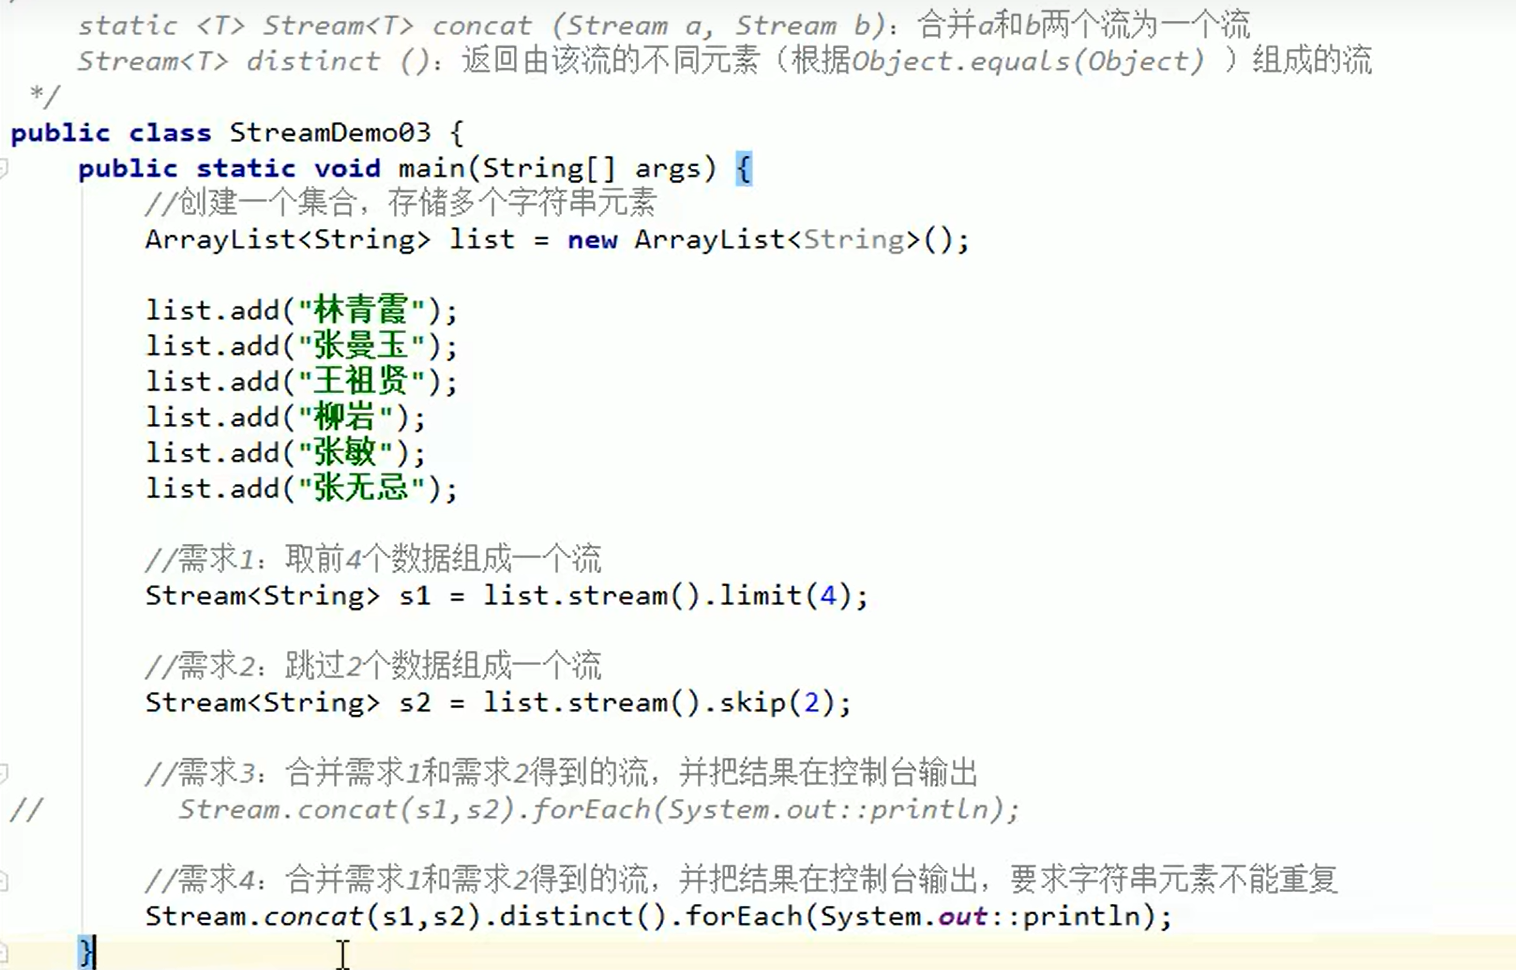 static <T> Stream<T> concat (Stream a, Stream b)：合并a和b两个流为一个流
Stream<T> distinct ()：返回由该流的不同元素（根据Object.equals(Object) ）组成的流
*/
public class StreamDemo03 {
public static void main(String[] args) {
//创建一个集合，存储多个字符串元素
ArrayList<String> list = new ArrayList<String>();
list.add("林青霞");
list.add("张曼玉");
list.add("王祖贤");
list.add("柳岩");
list.add("张敏");
list.add("张无忌");
//需求1：取前4个数据组成一个流
Stream<String> s1 = list.stream().limit(4);
//需求2：跳过2个数据组成一个流
Stream<String> s2 = list.stream().skip(2);
//需求3：合并需求1和需求2得到的流，并把结果在控制台输出
// Stream.concat(s1,s2).forEach(System.out::println);
//需求4：合并需求1和需求2得到的流，并把结果在控制台输出，要求字符串元素不能重复
Stream.concat(s1,s2).distinct().forEach(System.out::println);
}